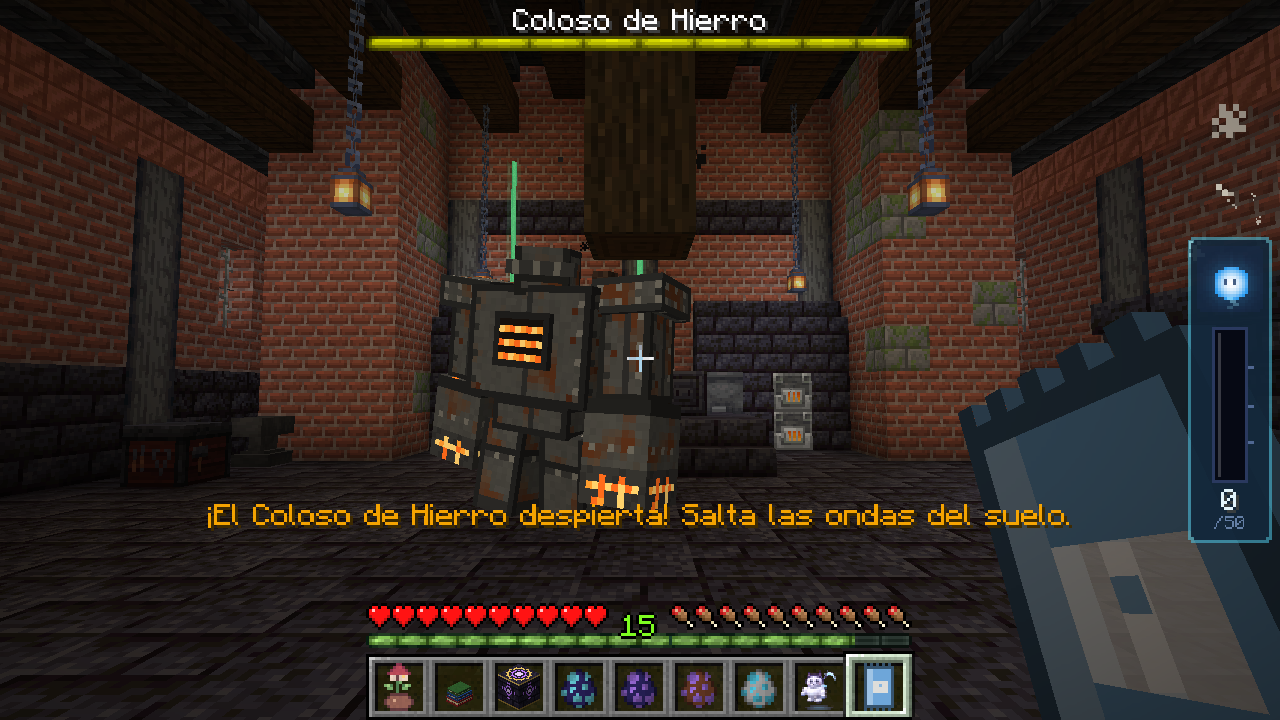 Coloso de Hierro
¡El Coloso de Hierro despierta! Salta las ondas del suelo.
0
/50
15